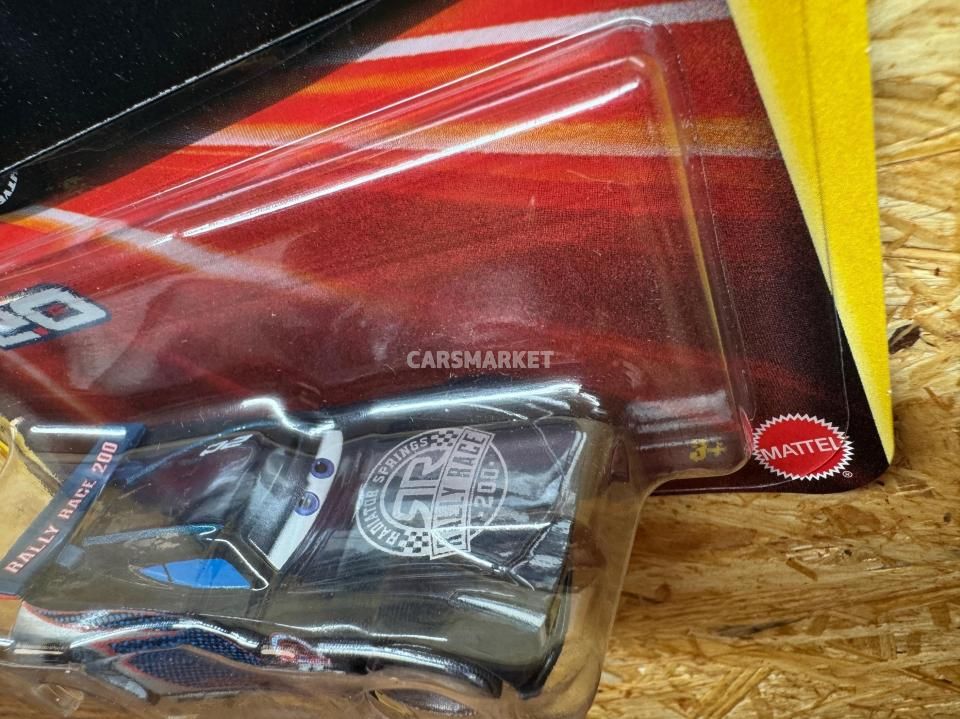 CARSMARKET
3+
MATTEL
®
RALLY RACE 200
RADIATOR SPRINGS
RALLY RACE
200